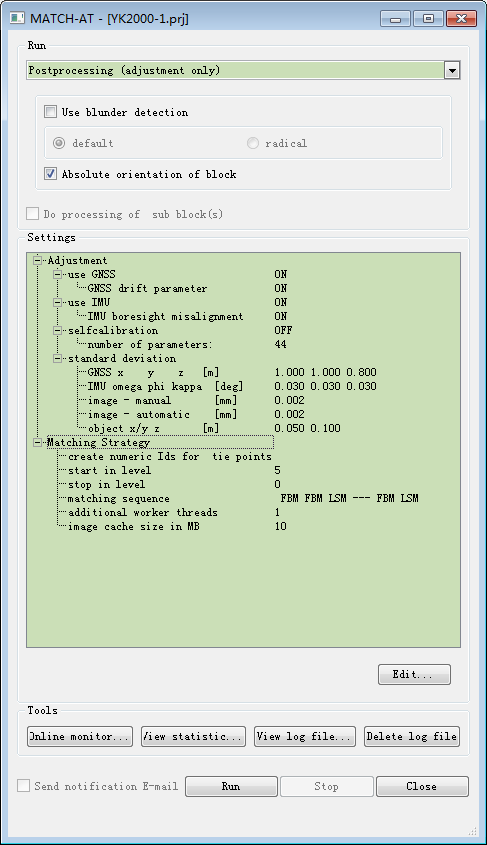 MATCH-AT - [YK2000-1.prj]
Run
Postprocessing (adjustment only)
Use blunder detection
default radical
Absolute orientation of block
Do processing of sub block(s)
Settings
Adjustment
use GNSS ON
GNSS drift parameter ON
use IMU ON
IMU boresight misalignment ON
selfcalibration OFF
number of parameters: 44
standard deviation
GNSS x y z [m] 1.000 1.000 0.800
IMU omega phi kappa [deg] 0.030 0.030 0.030
image - manual [mm] 0.002
image - automatic [mm] 0.002
object x/y z [m] 0.050 0.100
Matching Strategy
create numeric Ids for tie points
start in level 5
stop in level 0
matching sequence FBM FBM LSM --- FBM LSM
additional worker threads 1
image cache size in MB 10
Edit...
Tools
Online monitor... View statistic... View log file... Delete log file
Send notification E-mail Run Stop Close